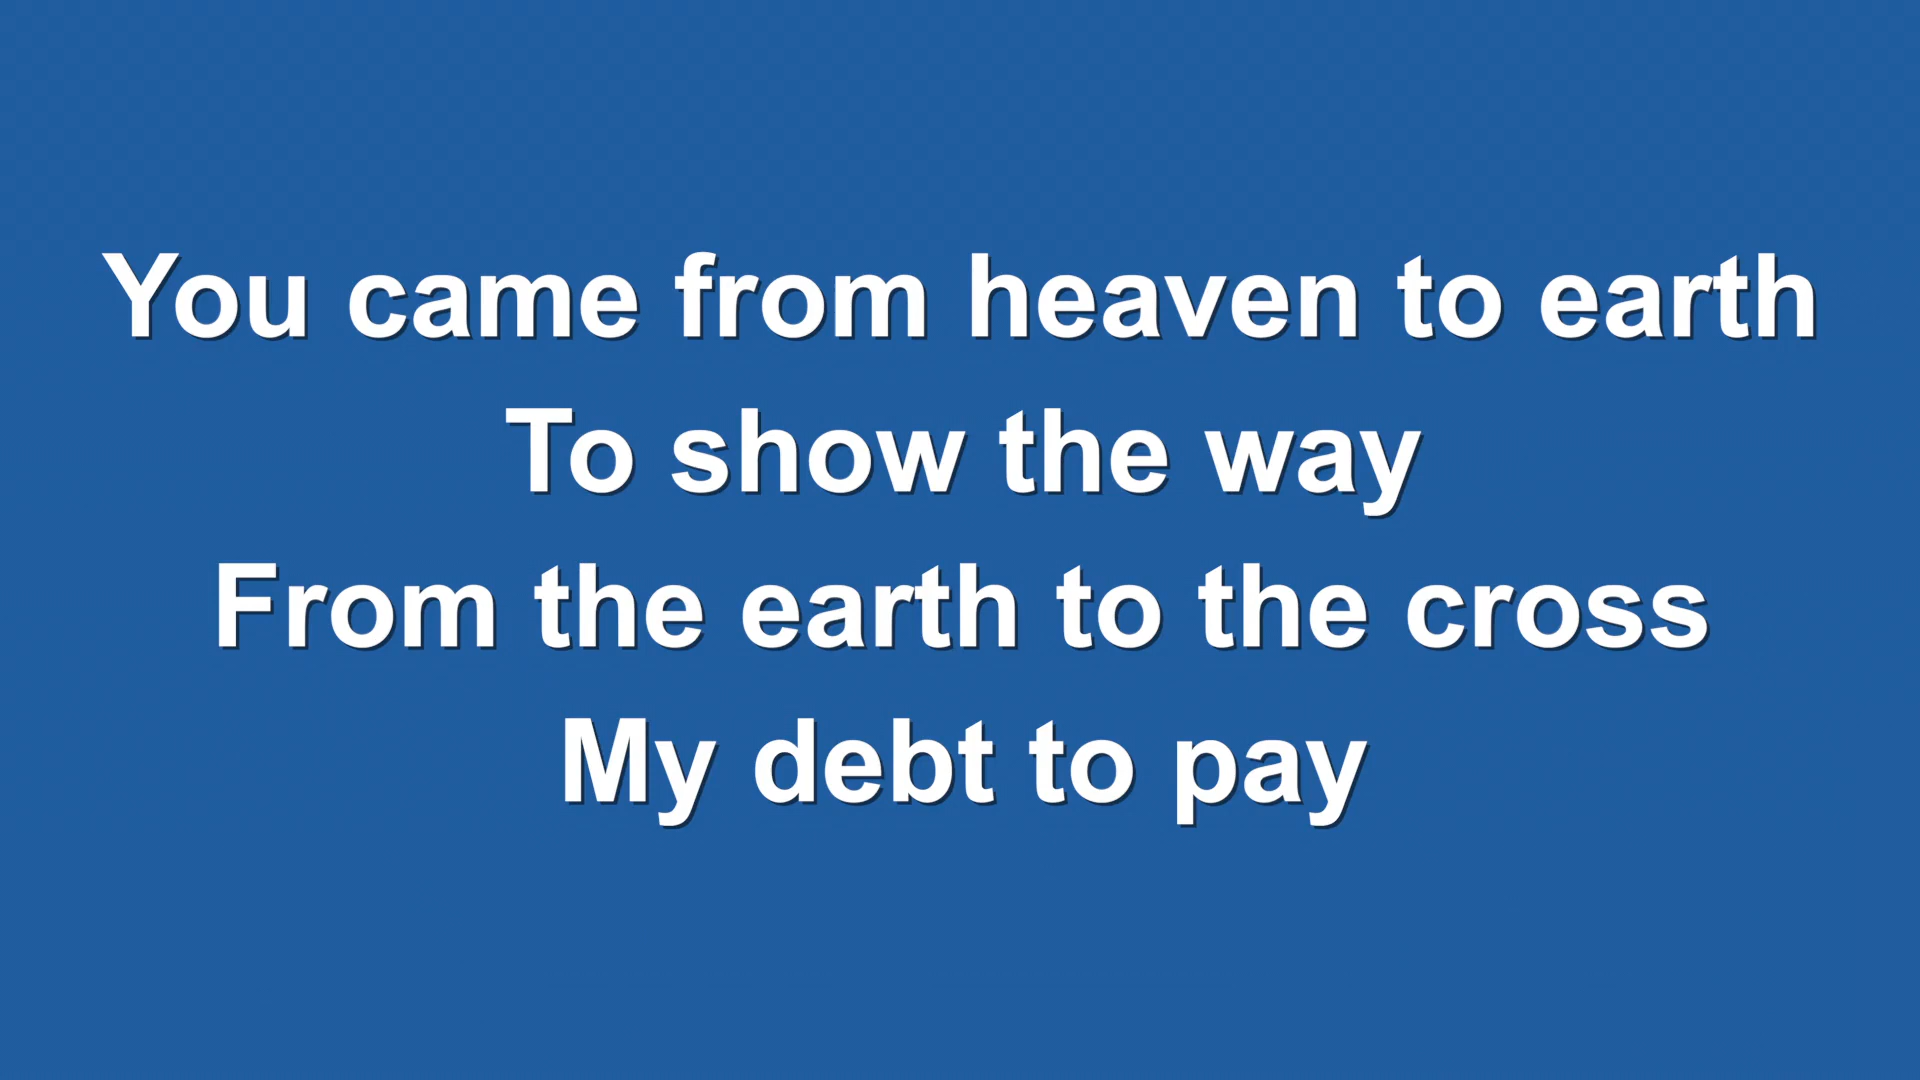 You came from heaven to earth
To show the way
From the earth to the cross
My debt to pay